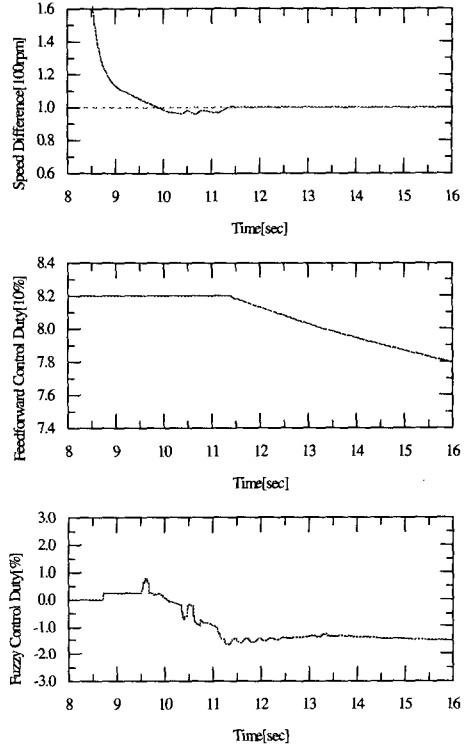 1.6
1.4
1.2
1.0
0.8
0.6
Speed Difference[100rpm]
8 9 10 11 12 13 14 15 16
Time[sec]
8.4
8.2
8.0
7.8
7.6
7.4
Feedforward Control Duty[10%]
8 9 10 11 12 13 14 15 16
Time[sec]
3.0
2.0
1.0
0.0
-1.0
-2.0
-3.0
Fuzzy Control Duty[%]
8 9 10 11 12 13 14 15 16
Time[sec]